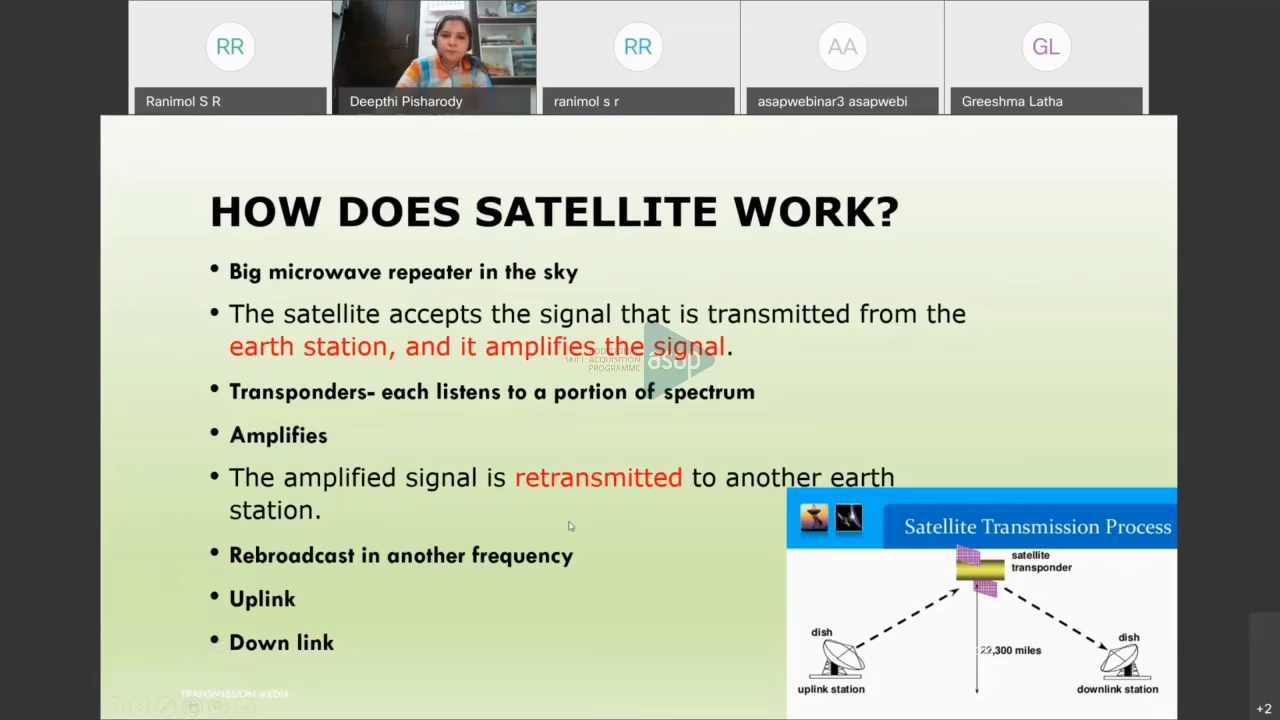 RR
RR
AA
GL
Ranimol S R
Deepthi Pisharody
ranimol s r
asapwebinar3 asapwebi
Greeshma Latha
HOW DOES SATELLITE WORK?
• Big microwave repeater in the sky
• The satellite accepts the signal that is transmitted from the
earth station, and it amplifies the signal.
SKILL ACQUISITION
PROGRAMME
asap
• Transponders- each listens to a portion of spectrum
• Amplifies
• The amplified signal is retransmitted to another earth
station.
• Rebroadcast in another frequency
• Uplink
• Down link
Satellite Transmission Process
satellite
transponder
dish
dish
22,300 miles
uplink station
downlink station
TRANSMISSION MEDIA
+2